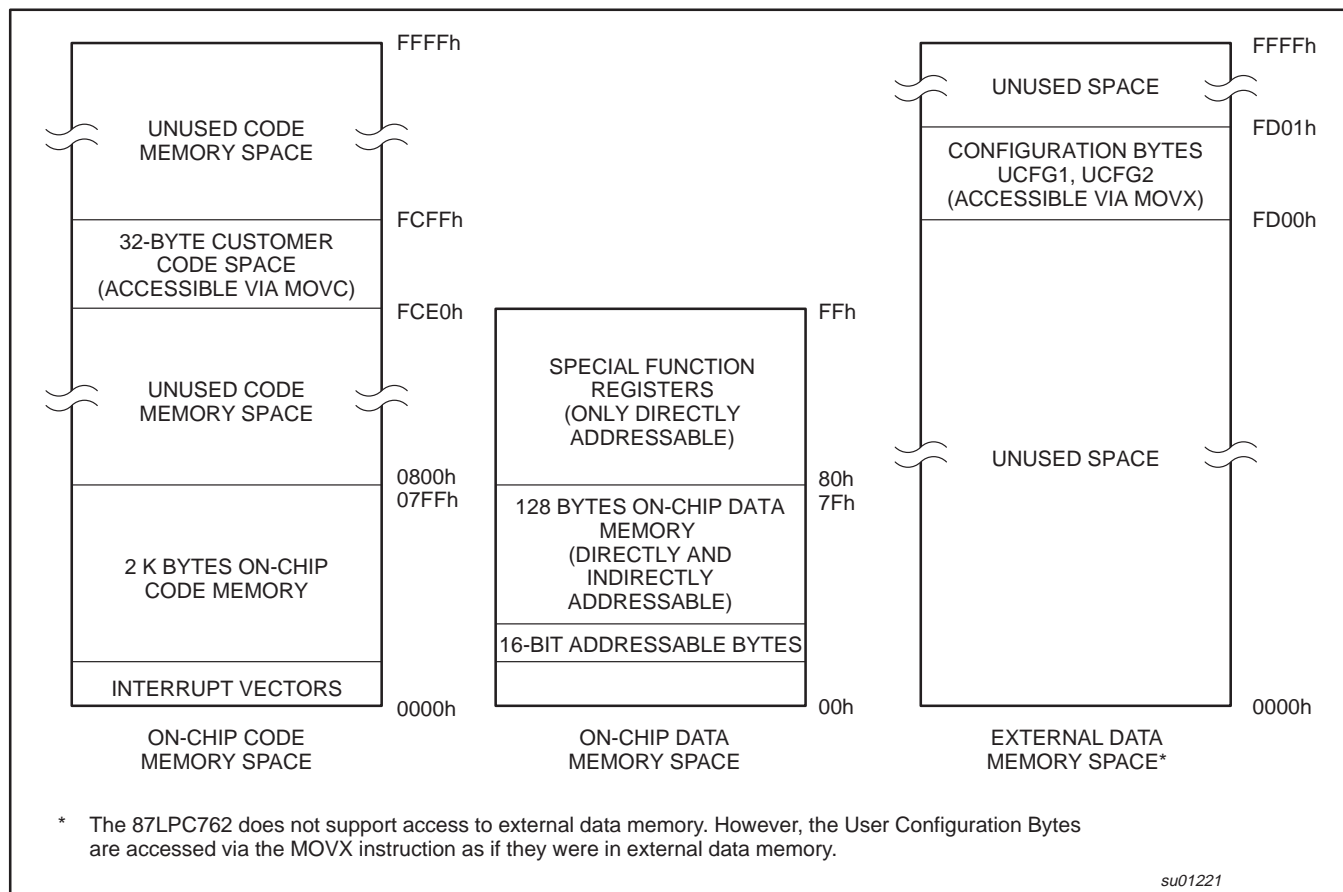 FFFFh
UNUSED CODE
MEMORY SPACE
FCFFh
32-BYTE CUSTOMER
CODE SPACE
(ACCESSIBLE VIA MOVC)
FCE0h
UNUSED CODE
MEMORY SPACE
0800h
07FFh
2 K BYTES ON-CHIP
CODE MEMORY
INTERRUPT VECTORS
0000h
ON-CHIP CODE
MEMORY SPACE
FFh
SPECIAL FUNCTION
REGISTERS
(ONLY DIRECTLY
ADDRESSABLE)
80h
7Fh
128 BYTES ON-CHIP DATA
MEMORY
(DIRECTLY AND
INDIRECTLY
ADDRESSABLE)
16-BIT ADDRESSABLE BYTES
00h
ON-CHIP DATA
MEMORY SPACE
FFFFh
UNUSED SPACE
FD01h
CONFIGURATION BYTES
UCFG1, UCFG2
(ACCESSIBLE VIA MOVX)
FD00h
UNUSED SPACE
0000h
EXTERNAL DATA
MEMORY SPACE*
* The 87LPC762 does not support access to external data memory. However, the User Configuration Bytes
are accessed via the MOVX instruction as if they were in external data memory.
su01221